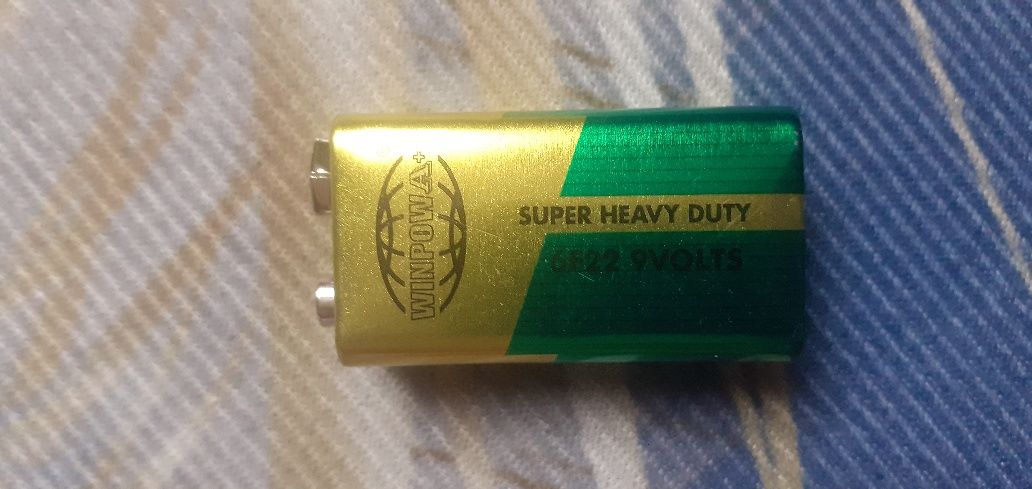 WINPOWA+
SUPER HEAVY DUTY
6F22 9VOLTS